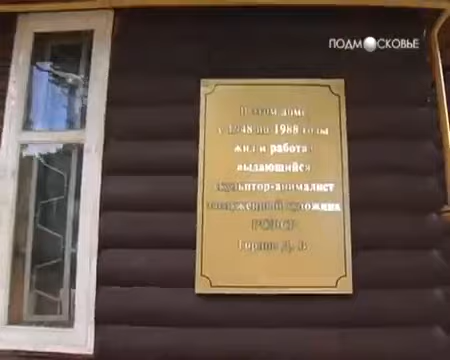 ПОДМОСКОВЬЕ
В этом доме
с 1948 по 1988 годы
жил и работал
выдающийся
скульптор-анималист
заслуженный художник
РСФСР
Горлов Д. В.